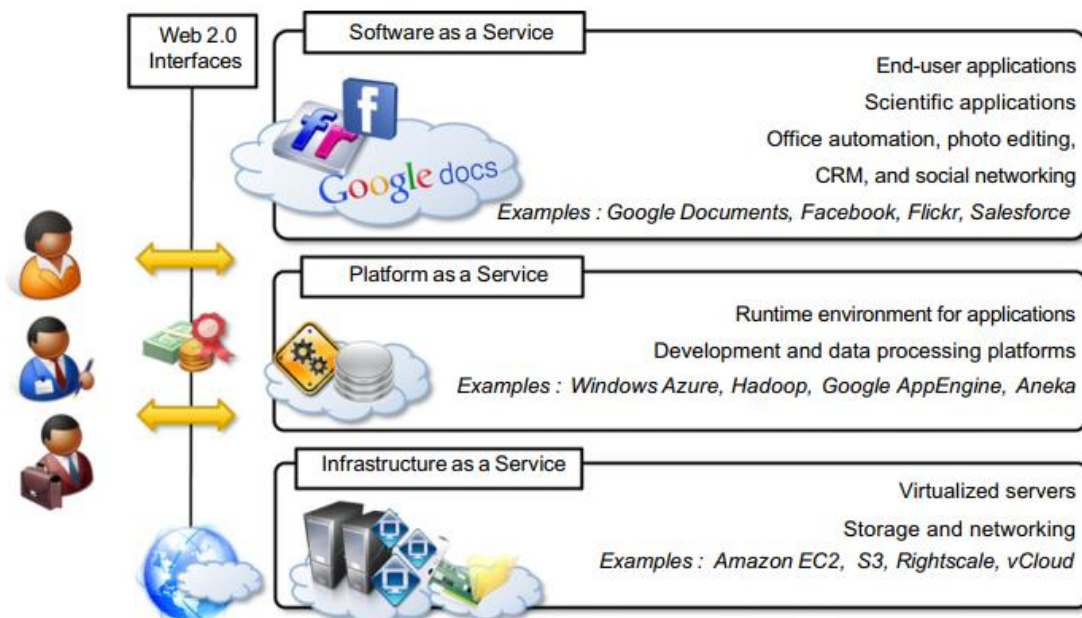 Web 2.0
Interfaces
Software as a Service
End-user applications
Scientific applications
Office automation, photo editing,
CRM, and social networking
Examples : Google Documents, Facebook, Flickr, Salesforce
f
fr
Google docs
Platform as a Service
Runtime environment for applications
Development and data processing platforms
Examples : Windows Azure, Hadoop, Google AppEngine, Aneka
Infrastructure as a Service
Virtualized servers
Storage and networking
Examples : Amazon EC2, S3, Rightscale, vCloud